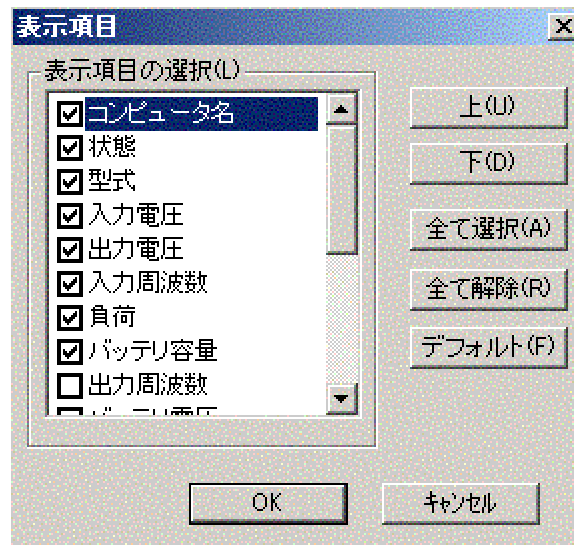 表示項目
表示項目の選択(L)
コンピュータ名
状態
型式
入力電圧
出力電圧
入力周波数
負荷
バッテリ容量
出力周波数
上(U)
下(D)
全て選択(A)
全て解除(R)
デフォルト(F)
OK
キャンセル